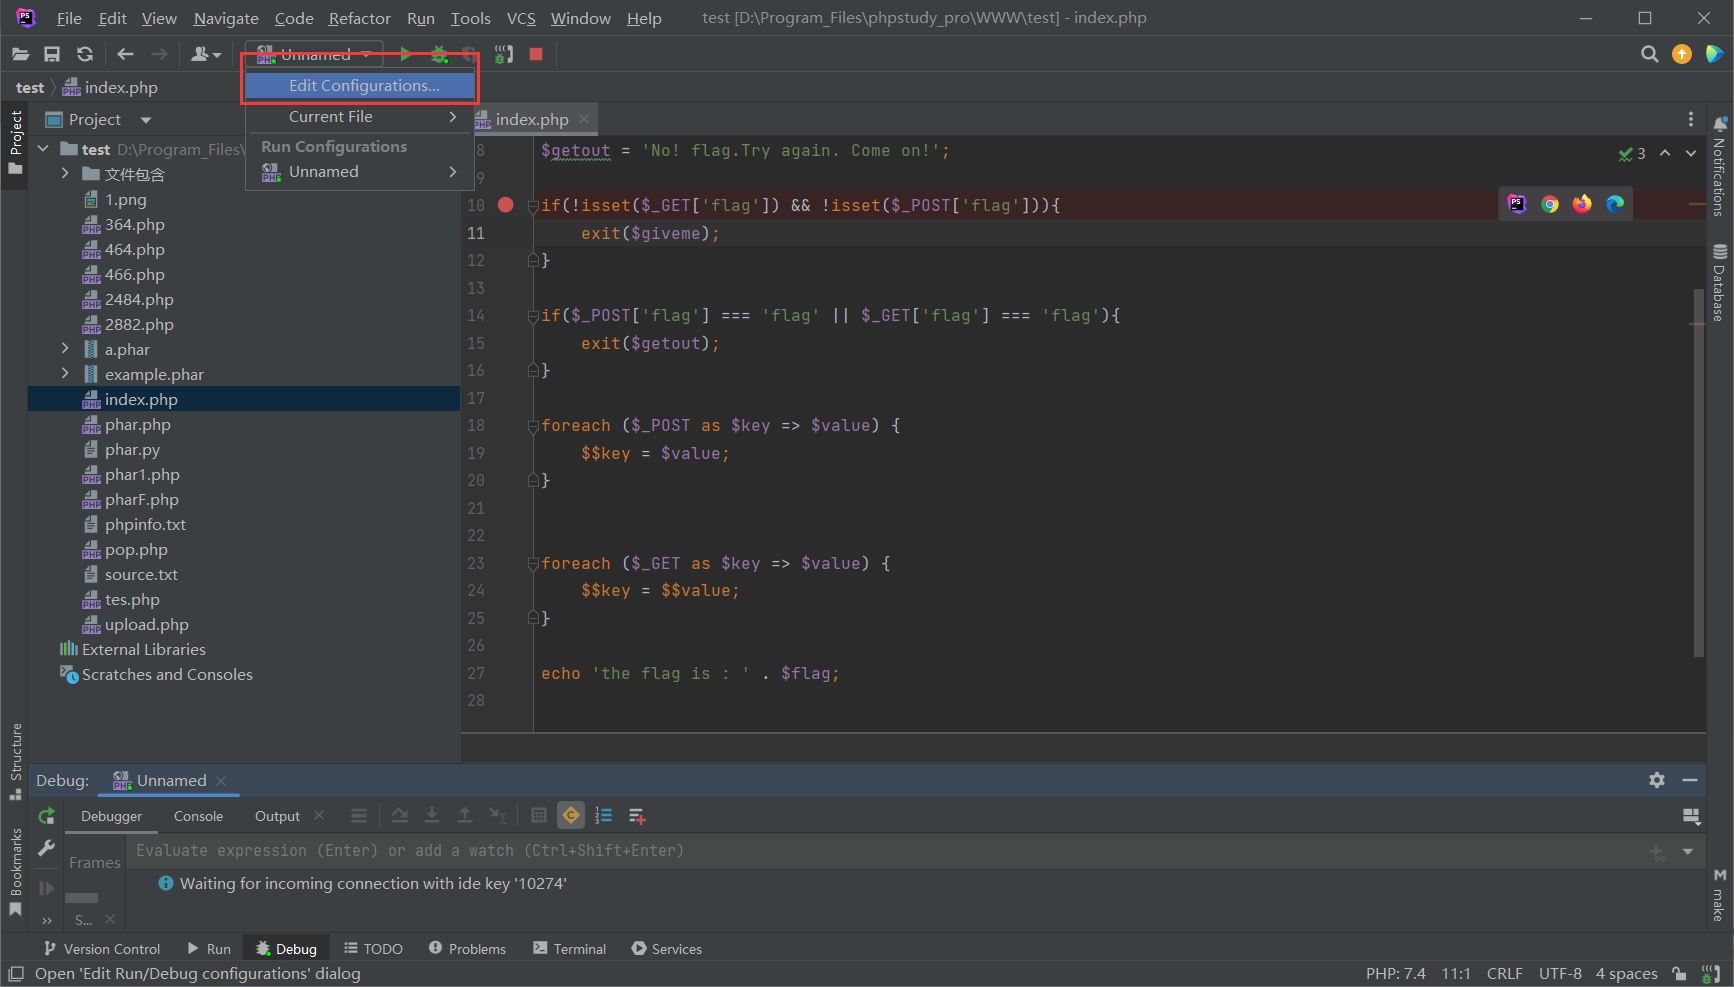 File Edit View Navigate Code Refactor Run Tools VCS Window Help test [D:\Program_Files\phpstudy_pro\WWW\test] - index.php
Unnamed
test index.php
Edit Configurations...
Current File
Run Configurations
Unnamed
Project
Project
index.php
test D:\Program_Files\
文件包含
1.png
364.php
464.php
466.php
2484.php
2882.php
a.phar
example.phar
index.php
phar.php
phar.py
phar1.php
pharF.php
phpinfo.txt
pop.php
source.txt
tes.php
upload.php
External Libraries
Scratches and Consoles
8 $getout = 'No! flag.Try again. Come on!';
9
10 if(!isset($_GET['flag']) && !isset($_POST['flag'])){
11 exit($giveme);
12 }
13
14 if($_POST['flag'] === 'flag' || $_GET['flag'] === 'flag'){
15 exit($getout);
16 }
17
18 foreach ($_POST as $key => $value) {
19 $$key = $value;
20 }
21
22
23 foreach ($_GET as $key => $value) {
24 $$key = $$value;
25 }
26
27 echo 'the flag is : ' . $flag;
28
3
Notifications
Database
make
Structure
Bookmarks
Debug: Unnamed
Debugger Console Output
Frames
Evaluate expression (Enter) or add a watch (Ctrl+Shift+Enter)
Waiting for incoming connection with ide key '10274'
S...
Version Control Run Debug TODO Problems Terminal Services
Open 'Edit Run/Debug configurations' dialog
PHP: 7.4 11:1 CRLF UTF-8 4 spaces